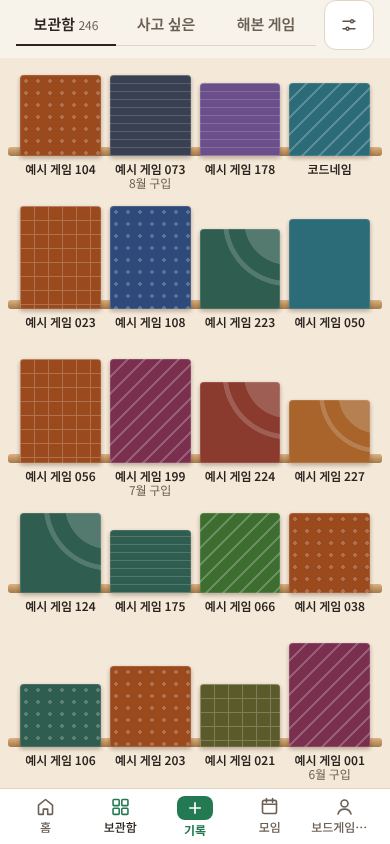 보관함 246
사고 싶은
해본 게임
예시 게임 104
예시 게임 073
예시 게임 178
코드네임
8월 구입
예시 게임 023
예시 게임 108
예시 게임 223
예시 게임 050
예시 게임 056
예시 게임 199
예시 게임 224
예시 게임 227
7월 구입
예시 게임 124
예시 게임 175
예시 게임 066
예시 게임 038
예시 게임 106
예시 게임 203
예시 게임 021
예시 게임 001
6월 구입
홈
보관함
기록
모임
보드게임…